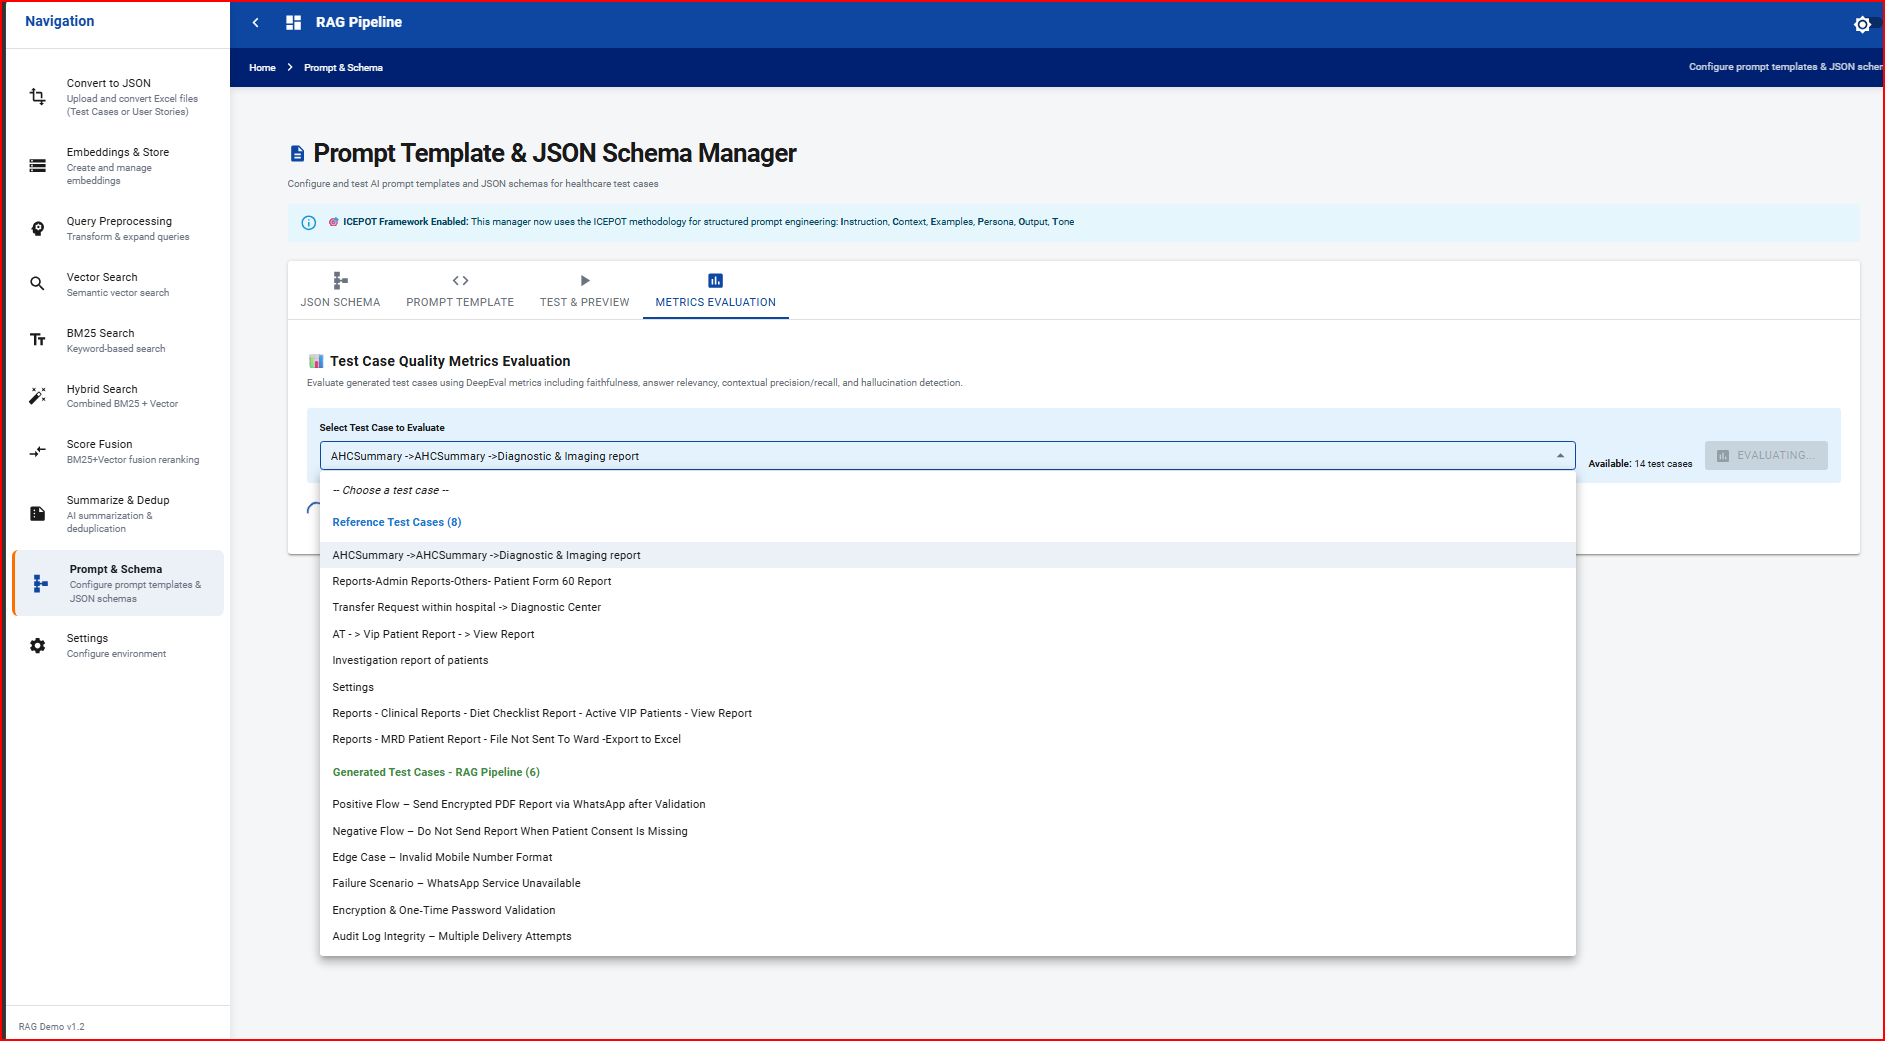 Navigation
RAG Pipeline
Home
Prompt & Schema
Configure prompt templates & JSON schem
Convert to JSON
Upload and convert Excel files
(Test Cases or User Stories)
Embeddings & Store
Create and manage
embeddings
Query Preprocessing
Transform & expand queries
Vector Search
Semantic vector search
BM25 Search
Keyword-based search
Hybrid Search
Combined BM25 + Vector
Score Fusion
BM25+Vector fusion reranking
Summarize & Dedup
AI summarization &
deduplication
Prompt & Schema
Configure prompt templates &
JSON schemas
Settings
Configure environment
RAG Demo v1.2
Prompt Template & JSON Schema Manager
Configure and test AI prompt templates and JSON schemas for healthcare test cases
ICEPOT Framework Enabled: This manager now uses the ICEPOT methodology for structured prompt engineering: Instruction, Context, Examples, Persona, Output, Tone
JSON SCHEMA
PROMPT TEMPLATE
TEST & PREVIEW
METRICS EVALUATION
Test Case Quality Metrics Evaluation
Evaluate generated test cases using DeepEval metrics including faithfulness, answer relevancy, contextual precision/recall, and hallucination detection.
Select Test Case to Evaluate
AHCSummary ->AHCSummary ->Diagnostic & Imaging report
Available: 14 test cases
EVALUATING...
-- Choose a test case --
Reference Test Cases (8)
AHCSummary ->AHCSummary ->Diagnostic & Imaging report
Reports-Admin Reports-Others- Patient Form 60 Report
Transfer Request within hospital -> Diagnostic Center
AT - > Vip Patient Report - > View Report
Investigation report of patients
Settings
Reports - Clinical Reports - Diet Checklist Report - Active VIP Patients - View Report
Reports - MRD Patient Report - File Not Sent To Ward -Export to Excel
Generated Test Cases - RAG Pipeline (6)
Positive Flow – Send Encrypted PDF Report via WhatsApp after Validation
Negative Flow – Do Not Send Report When Patient Consent Is Missing
Edge Case – Invalid Mobile Number Format
Failure Scenario – WhatsApp Service Unavailable
Encryption & One-Time Password Validation
Audit Log Integrity – Multiple Delivery Attempts